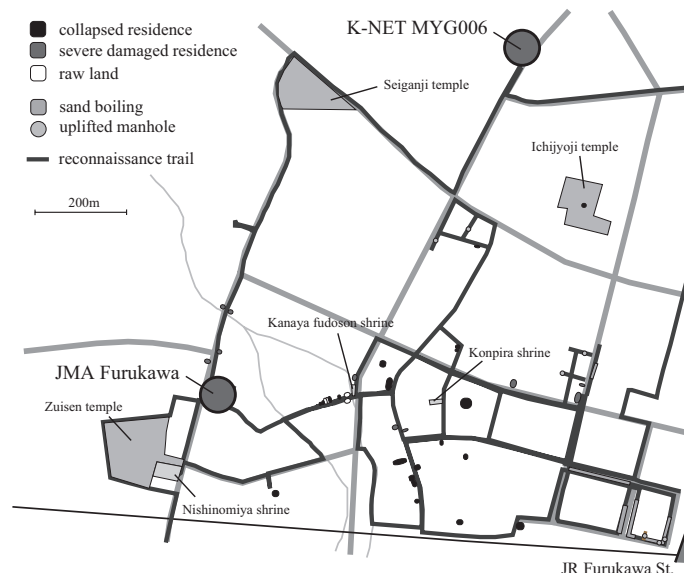 collapsed residence
severe damaged residence
raw land
sand boiling
uplifted manhole
reconnaissance trail
200m
K-NET MYG006
Seiganji temple
Ichijyoji temple
Kanaya fudoson shrine
Konpira shrine
JMA Furukawa
Zuisen temple
Nishinomiya shrine
JR Furukawa St.